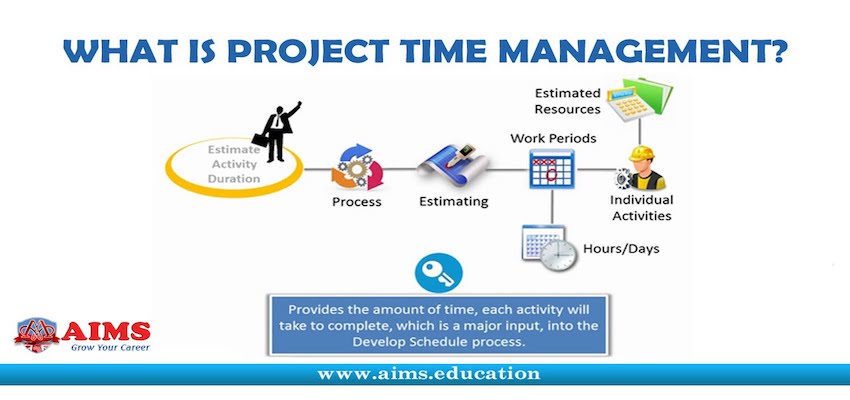 WHAT IS PROJECT TIME MANAGEMENT?
Estimate
Activity
Duration
Process
Estimating
Work Periods
Estimated
Resources
Individual
Activities
Hours/Days
Provides the amount of time, each activity will
take to complete, which is a major input, into the
Develop Schedule process.
AIMS
Grow Your Career
www.aims.education